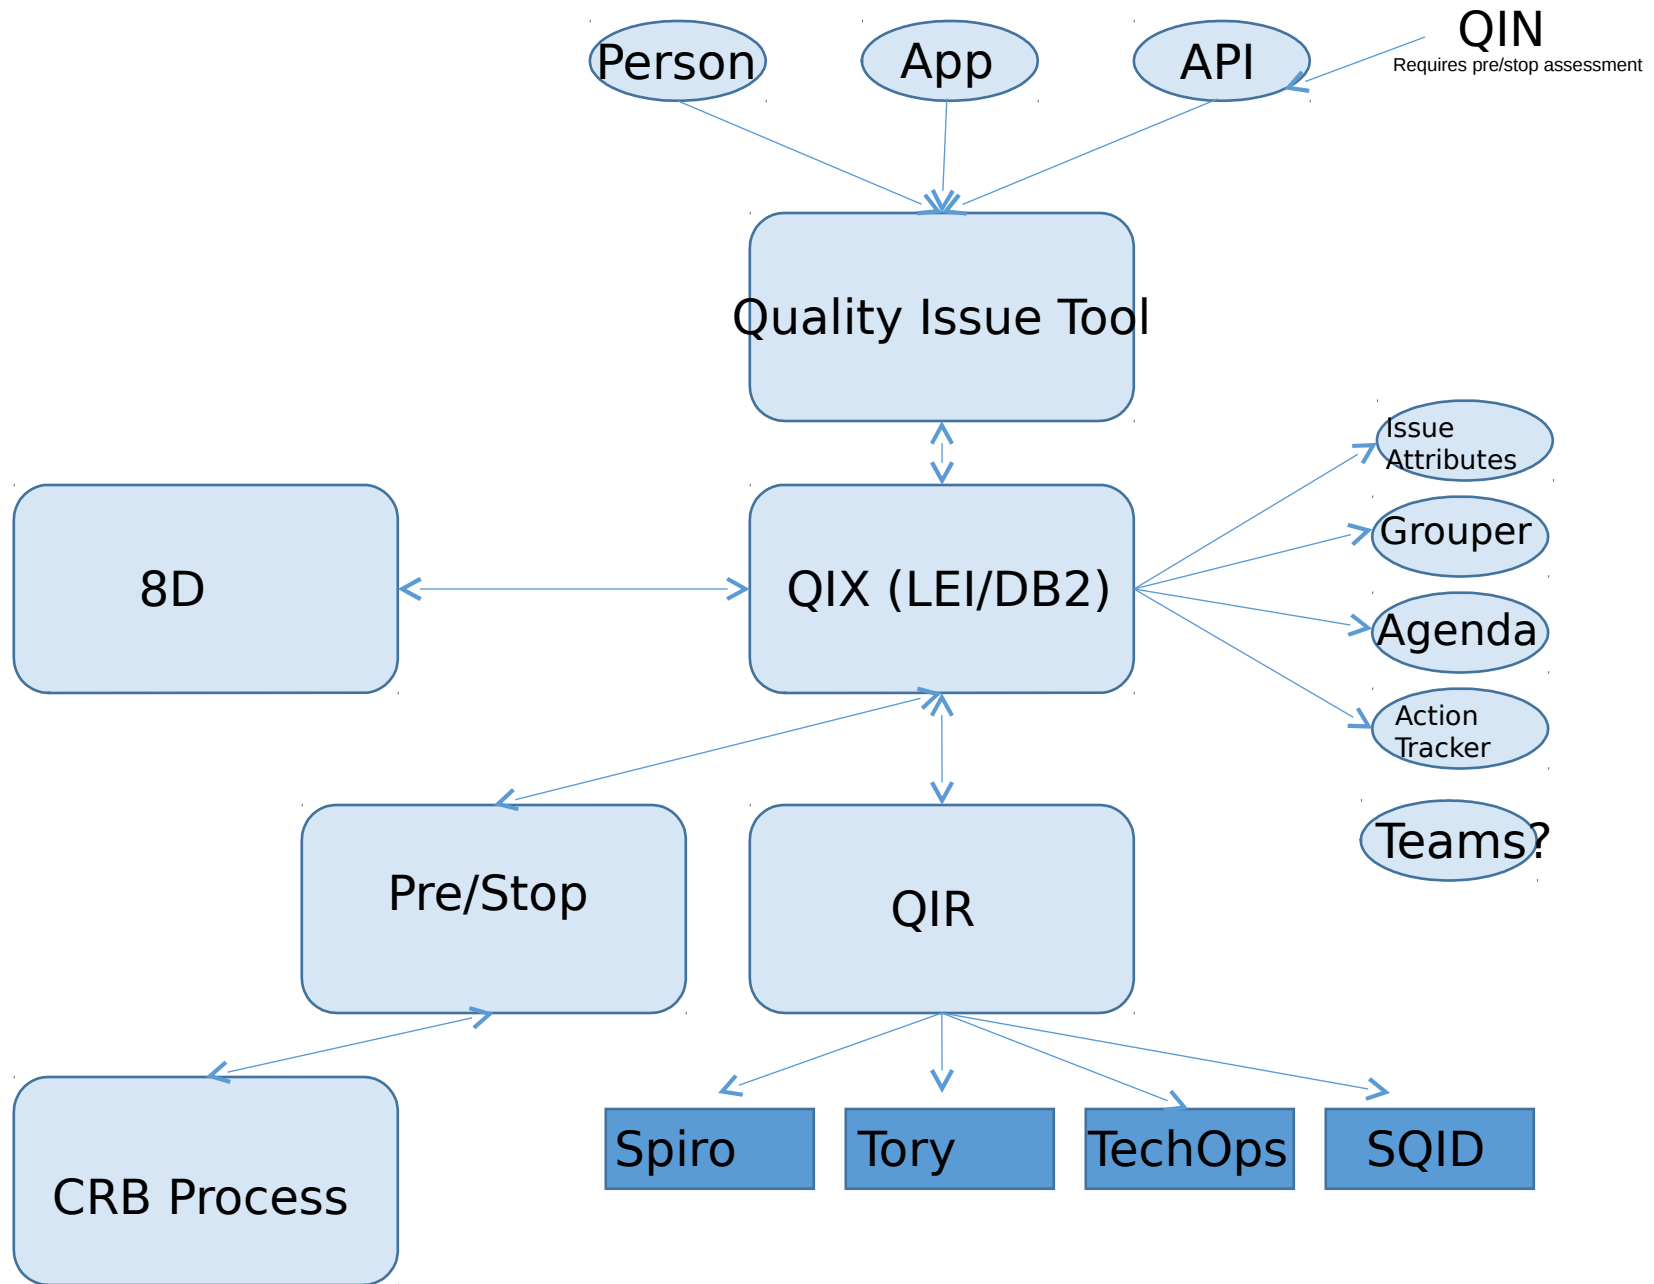 Person
App
API
QIN
Requires pre/stop assessment
Quality Issue Tool
Issue
Attributes
Grouper
8D
QIX (LEI/DB2)
Agenda
Action
Tracker
Teams?
Pre/Stop
QIR
Spiro
Tory
TechOps
SQID
CRB Process